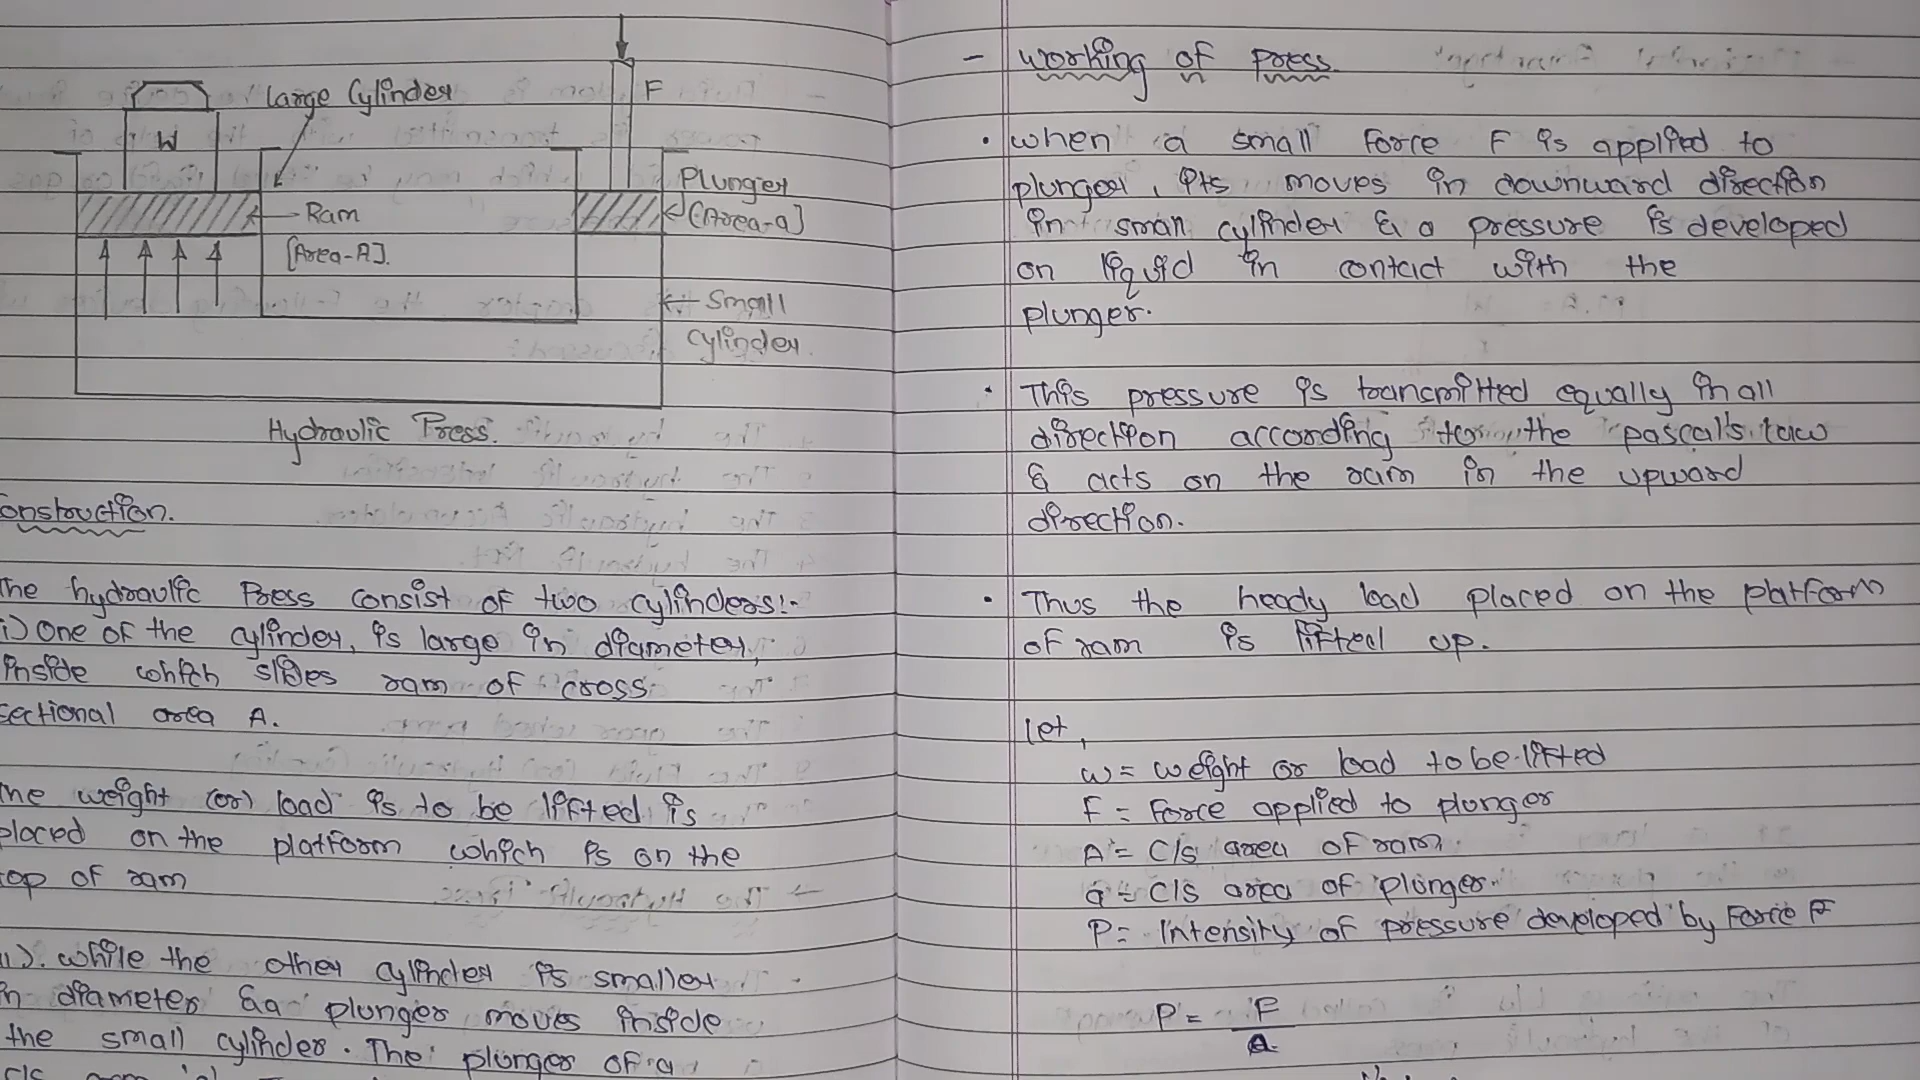 Large Cylinder
F
W
Plunger
(Area-a]
Ram
[Area-A].
Small
cylinder.
Hydraulic Press.
onstruction.
The hydraulic Press consist of two cylinders:-
i) One of the cylinder, is large in diameter,
inside which slides ram of cross
sectional area A.
he weight (or) load is to be lifted is
placed on the platform which is on the
top of ram
ii). while the other cylinder is smaller
in diameter & a plunger moves inside
the small cylinder. The plunger of a
- Working of Press.
• when a small force F is applied to
plunger, its moves in downward direction
in small cylinder & a pressure is developed
on liquid in contact with the
plunger.
• This pressure is transmitted equally in all
direction according to the pascal's law
& acts on the ram in the upward
direction.
• Thus the heady load placed on the platform
of ram is lifted up.
let,
w = weight or load to be lifted
F = Force applied to plunger
A = C/s area of ram
a = C/s area of plunger.
P = Intensity of pressure developed by Force F
P = F
a